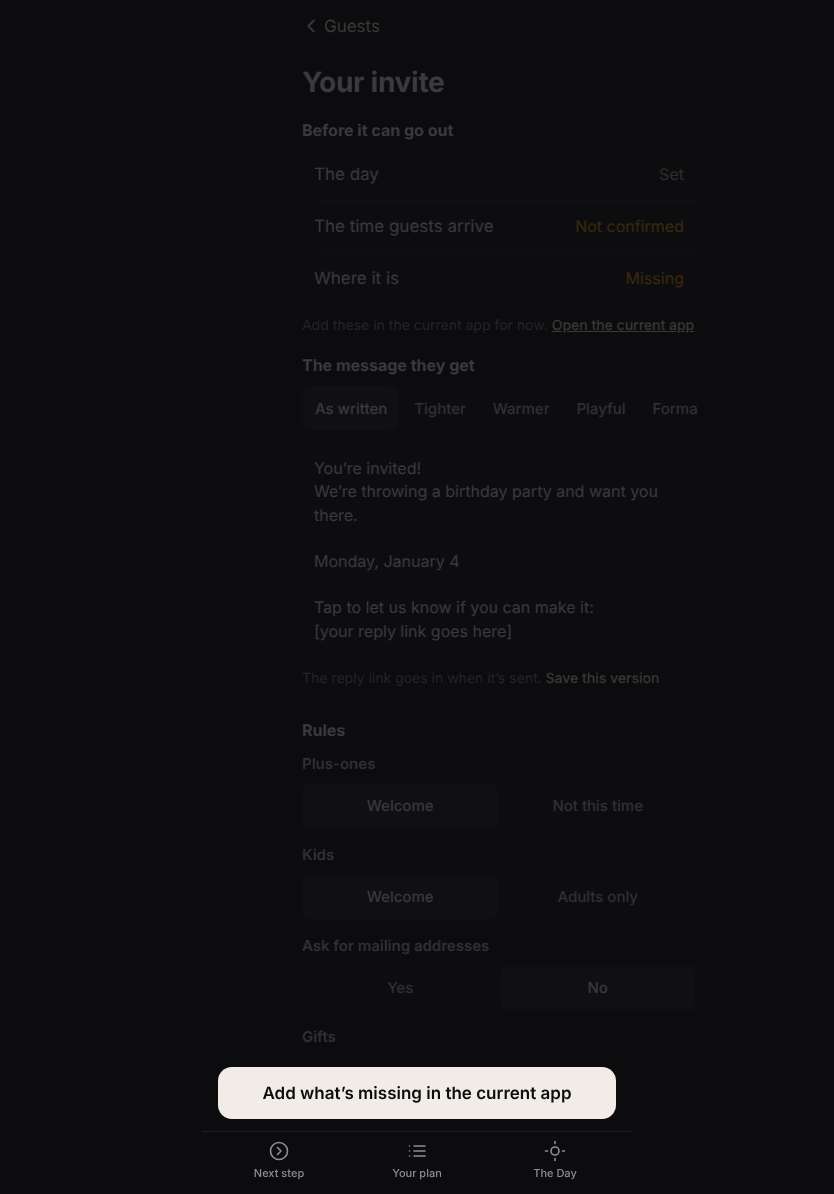 Guests
Your invite
Before it can go out
The day Set
The time guests arrive Not confirmed
Where it is Missing
Add these in the current app for now. Open the current app
The message they get
As written Tighter Warmer Playful Forma
You’re invited!
We’re throwing a birthday party and want you
there.
Monday, January 4
Tap to let us know if you can make it:
[your reply link goes here]
The reply link goes in when it’s sent. Save this version
Rules
Plus-ones
Welcome Not this time
Kids
Welcome Adults only
Ask for mailing addresses
Yes No
Gifts
Add what’s missing in the current app
Next step Your plan The Day